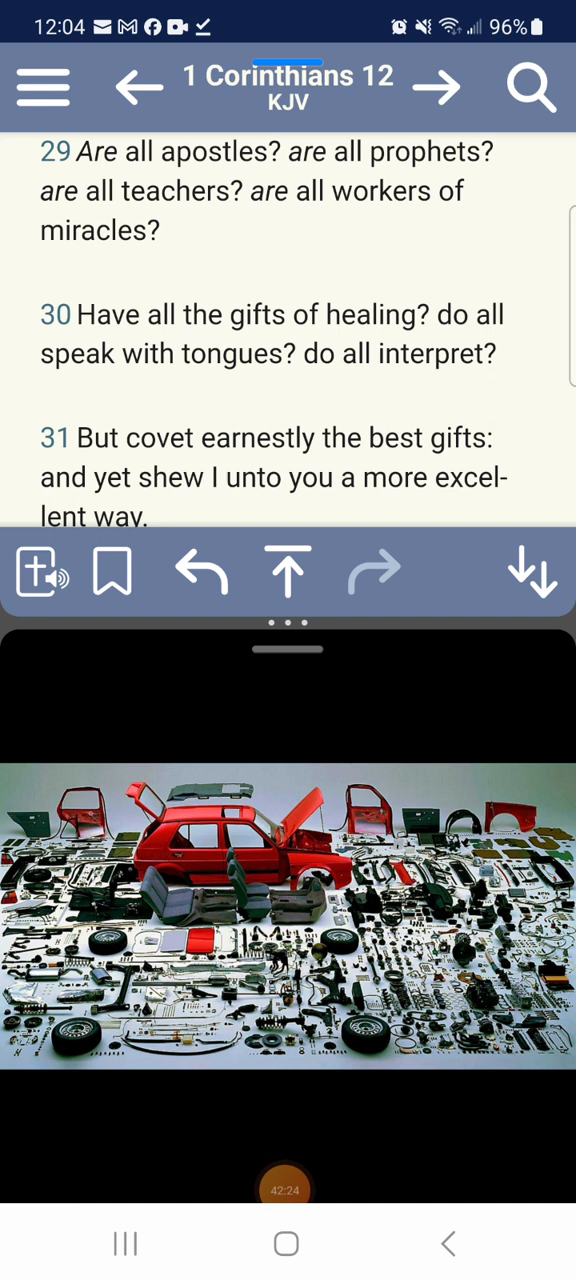 12:04
96%
1 Corinthians 12
KJV
29 Are all apostles? are all prophets?
are all teachers? are all workers of
miracles?
30 Have all the gifts of healing? do all
speak with tongues? do all interpret?
31 But covet earnestly the best gifts:
and yet shew I unto you a more excel-
lent way.
42:24